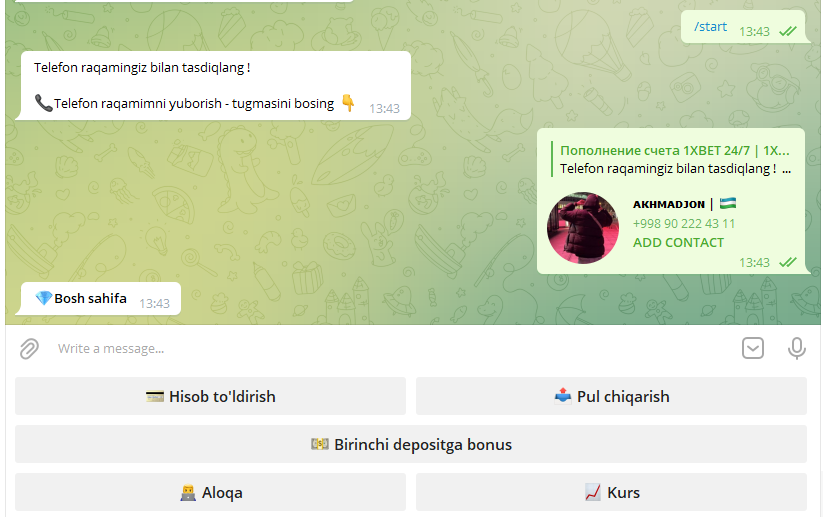 /start 13:43
Telefon raqamingiz bilan tasdiqlang !
📞Telefon raqamimni yuborish - tugmasini bosing 👇 13:43
Пополнение счета 1XBET 24/7 | 1X...
Telefon raqamingiz bilan tasdiqlang ! ...
ᴀᴋʜᴍᴀᴅᴊᴏɴ | 🇺🇿
+998 90 222 43 11
ADD CONTACT
13:43
💎Bosh sahifa 13:43
Write a message...
💳 Hisob to'ldirish
📤 Pul chiqarish
💵 Birinchi depositga bonus
👨‍💻 Aloqa
📈 Kurs